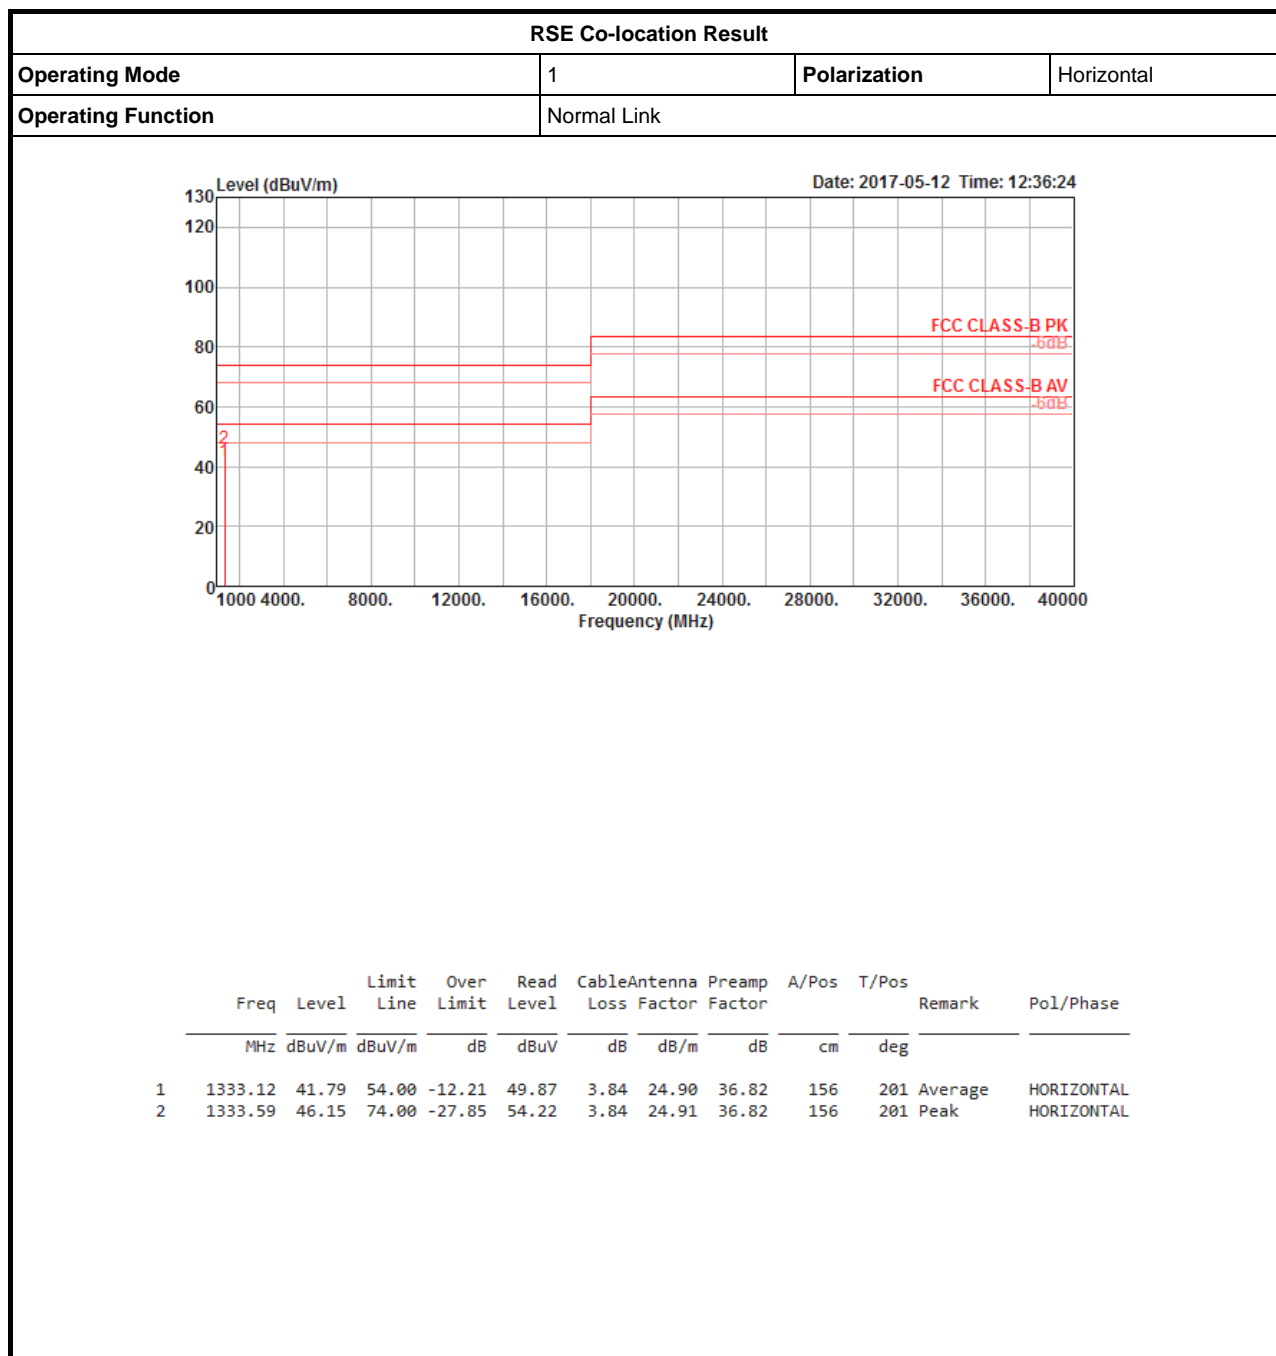 RSE Co-location Result
Operating Mode 1 Polarization Horizontal
Operating Function Normal Link
Level (dBuV/m) Date: 2017-05-12 Time: 12:36:24
130
120
100
FCC CLASS-B PK
80 -6dB
FCC CLASS-B AV
60 -6dB
2
1
40
20
0
1000 4000. 8000. 12000. 16000. 20000. 24000. 28000. 32000. 36000. 40000
Frequency (MHz)
Limit Over Read CableAntenna Preamp A/Pos T/Pos
Freq Level Line Limit Level Loss Factor Factor Remark Pol/Phase
MHz dBuV/m dBuV/m dB dBuV dB dB/m dB cm deg
1 1333.12 41.79 54.00 -12.21 49.87 3.84 24.90 36.82 156 201 Average HORIZONTAL
2 1333.59 46.15 74.00 -27.85 54.22 3.84 24.91 36.82 156 201 Peak HORIZONTAL